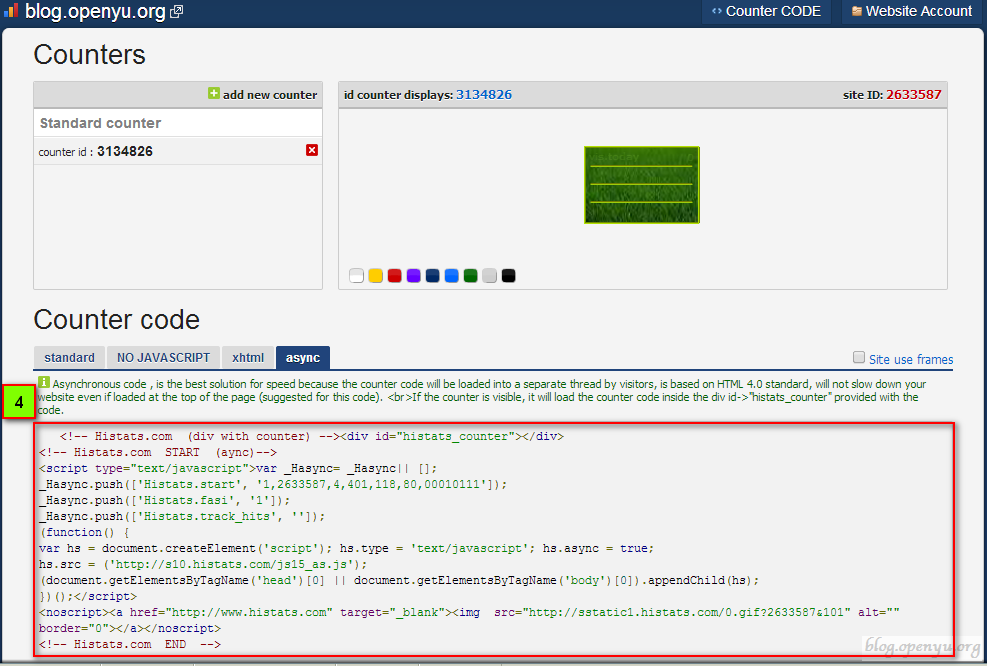 blog.openyu.org
Counter CODE
Website Account
Counters
add new counter
id counter displays: 3134826
site ID: 2633587
Standard counter
counter id : 3134826
Counter code
standard
NO JAVASCRIPT
xhtml
async
Site use frames
Asynchronous code , is the best solution for speed because the counter code will be loaded into a separate thread by visitors, is based on HTML 4.0 standard, will not slow down your
website even if loaded at the top of the page (suggested for this code). <br>If the counter is visible, it will load the counter code inside the div id->"histats_counter" provided with the
code.
4
<!-- Histats.com  (div with counter) --><div id="histats_counter"></div>
<!-- Histats.com  START  (aync)-->
<script type="text/javascript">var _Hasync= _Hasync|| [];
_Hasync.push(['Histats.start', '1,2633587,4,401,118,80,00010111']);
_Hasync.push(['Histats.fasi', '1']);
_Hasync.push(['Histats.track_hits', '']);
(function() {
var hs = document.createElement('script'); hs.type = 'text/javascript'; hs.async = true;
hs.src = ('http://s10.histats.com/js15_as.js');
(document.getElementsByTagName('head')[0] || document.getElementsByTagName('body')[0]).appendChild(hs);
})();</script>
<noscript><a href="http://www.histats.com" target="_blank"><img  src="http://sstatic1.histats.com/0.gif?2633587&101" alt=""
border="0"></a></noscript>
<!-- Histats.com  END  -->
blog.openyu.org